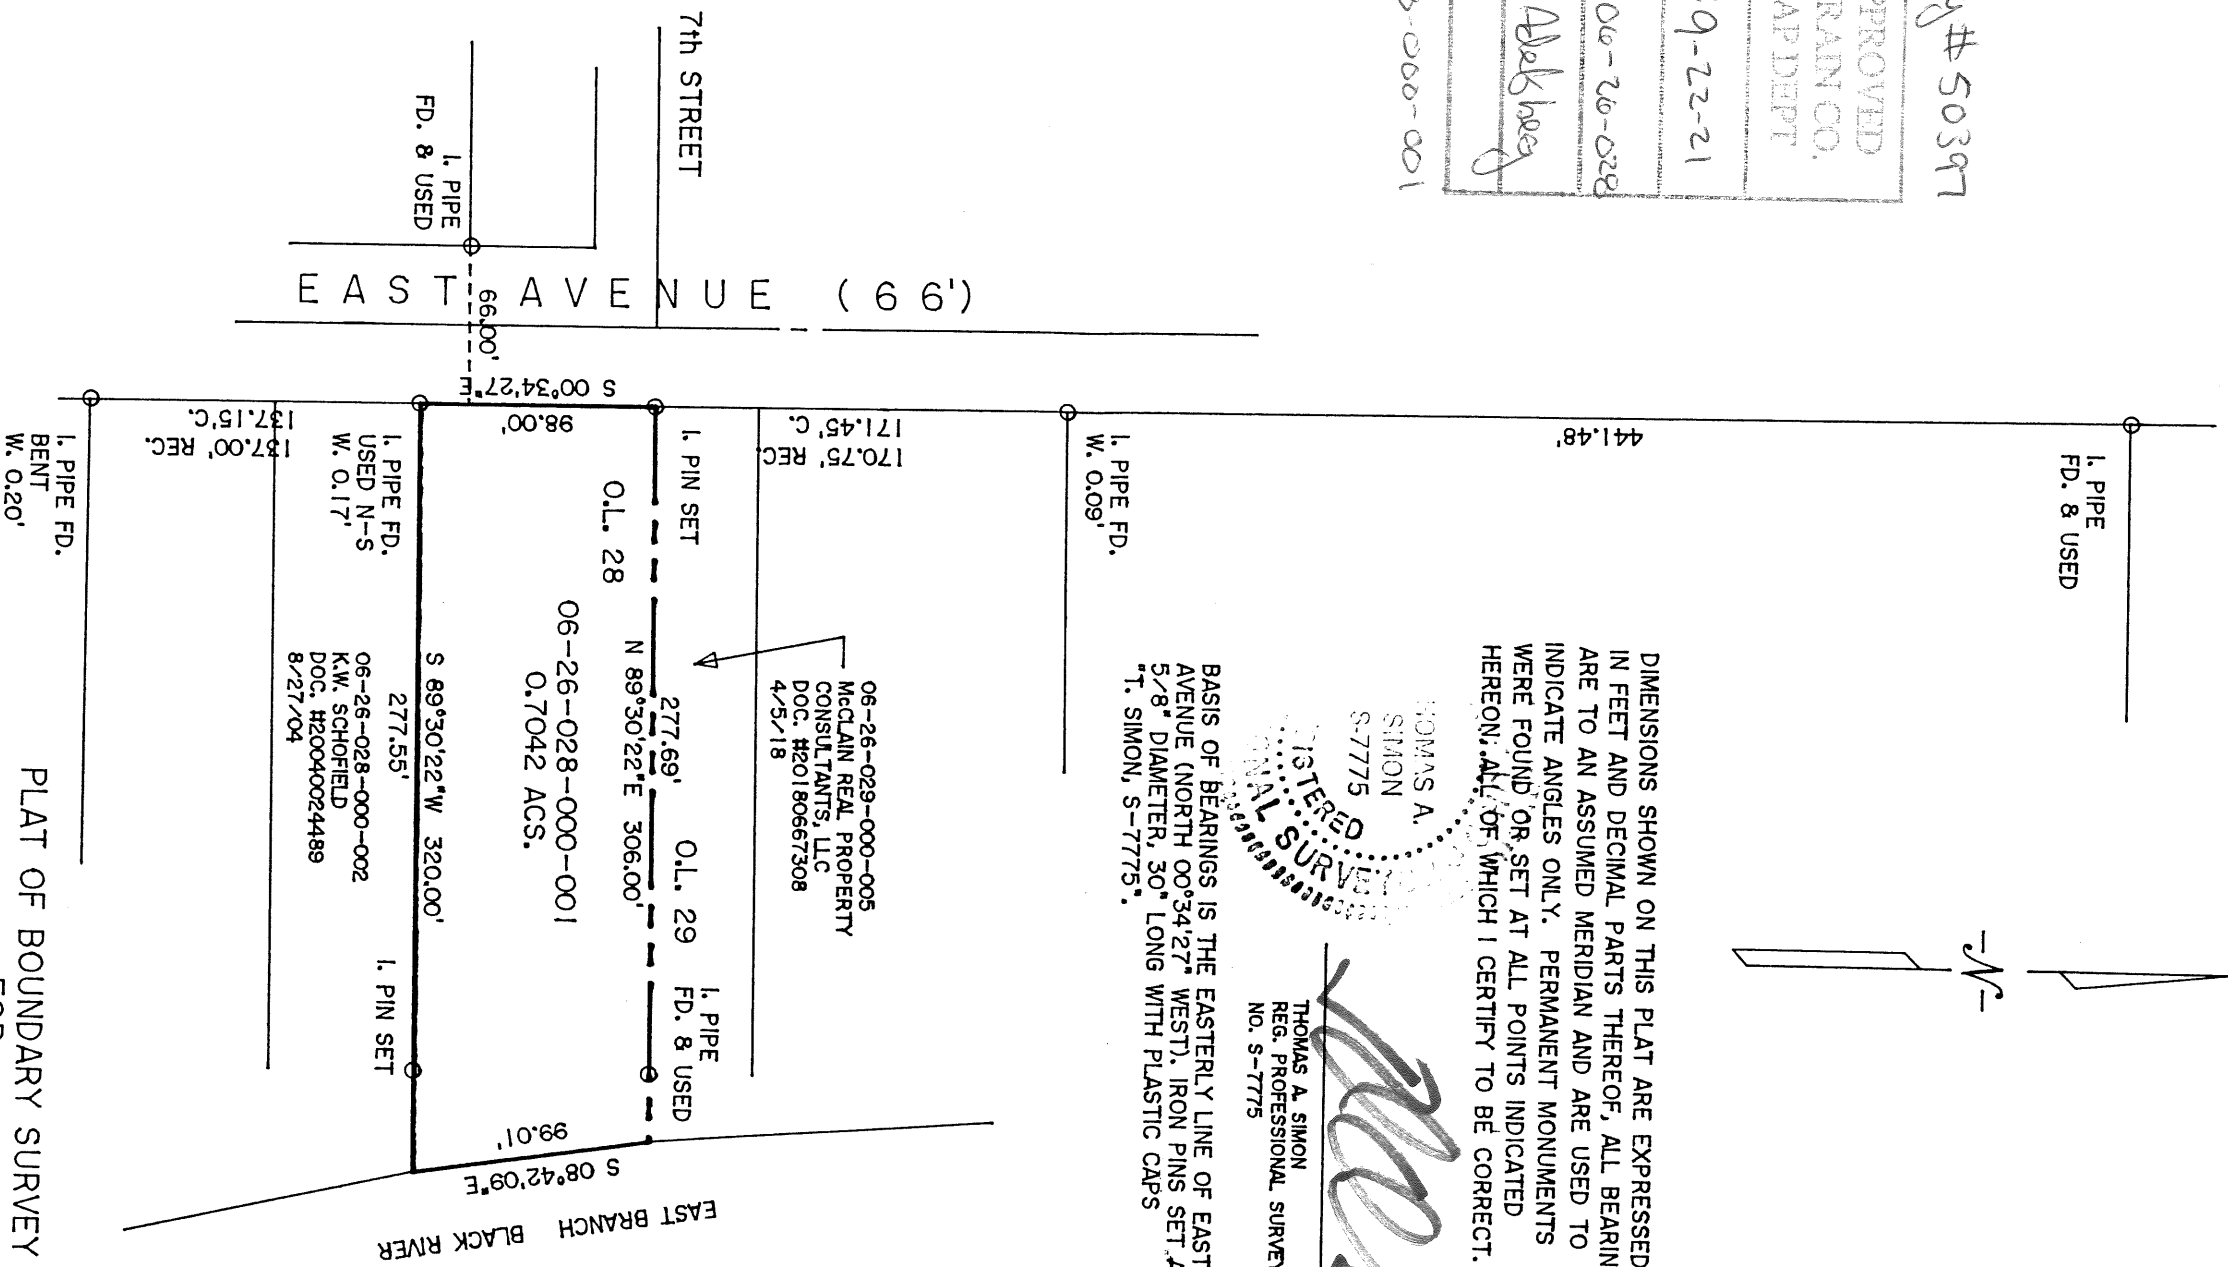 #50397
APPROVED
CO.
DEPT
9-22-21
06-26-028
-000-001
7th STREET
I. PIPE
FD. & USED
EAST AVENUE (66')
66.00'
S 00°34'27"E
98.00'
137.00' REC.
137.15'C.
170.75' REC.
171.45' C.
441.48'
I. PIPE
FD. & USED
I. PIPE FD.
W. 0.09'
I. PIN SET
I. PIPE FD.
USED N-S
W. 0.17'
I. PIPE FD.
BENT
W. 0.20'
O.L. 28
06-26-029-000-005
McCLAIN REAL PROPERTY
CONSULTANTS, LLC
DOC. #20180667308
4/5/18
277.69'
N 89°30'22"E 306.00'
O.L. 29
06-26-028-000-001
0.7042 ACS.
I. PIPE
FD. & USED
S 89°30'22"W 320.00'
277.55'
06-26-028-000-002
K.W. SCHOFIELD
DOC. #20040024489
8/27/04
I. PIN SET
99.01'
S 08°42'09"E
EAST BRANCH BLACK RIVER
DIMENSIONS SHOWN ON THIS PLAT ARE EXPRESSED
IN FEET AND DECIMAL PARTS THEREOF, ALL BEARIN
ARE TO AN ASSUMED MERIDIAN AND ARE USED TO
INDICATE ANGLES ONLY. PERMANENT MONUMENTS
WERE FOUND OR SET AT ALL POINTS INDICATED
HEREON. ALL OF WHICH I CERTIFY TO BE CORRECT.
THOMAS A.
SIMON
S-7775
THOMAS A. SIMON
REG. PROFESSIONAL SURVEY
NO. S-7775
BASIS OF BEARINGS IS THE EASTERLY LINE OF EAST
AVENUE (NORTH 00°34'27" WEST). IRON PINS SET A
5/8" DIAMETER, 30" LONG WITH PLASTIC CAPS
"T. SIMON, S-7775".
N
PLAT OF BOUNDARY SURVEY